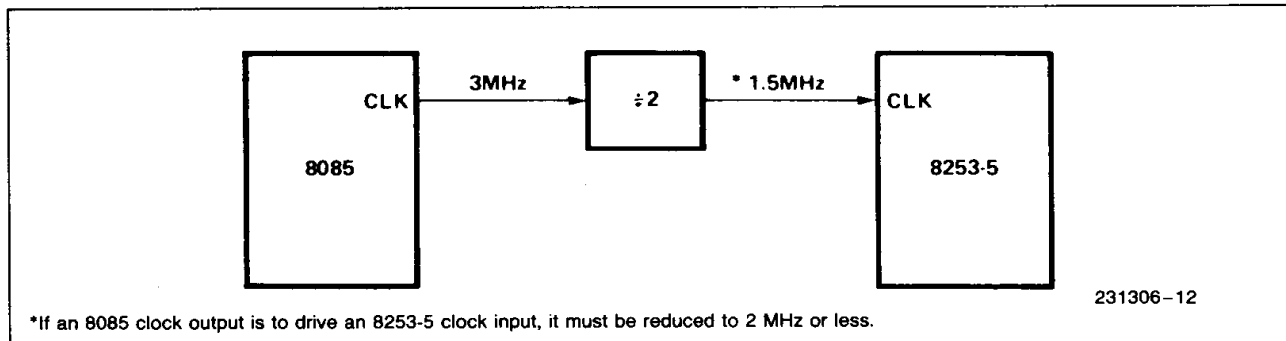 3MHz
÷2
* 1.5MHz
CLK
CLK
8085
8253-5
231306–12
*If an 8085 clock output is to drive an 8253-5 clock input, it must be reduced to 2 MHz or less.